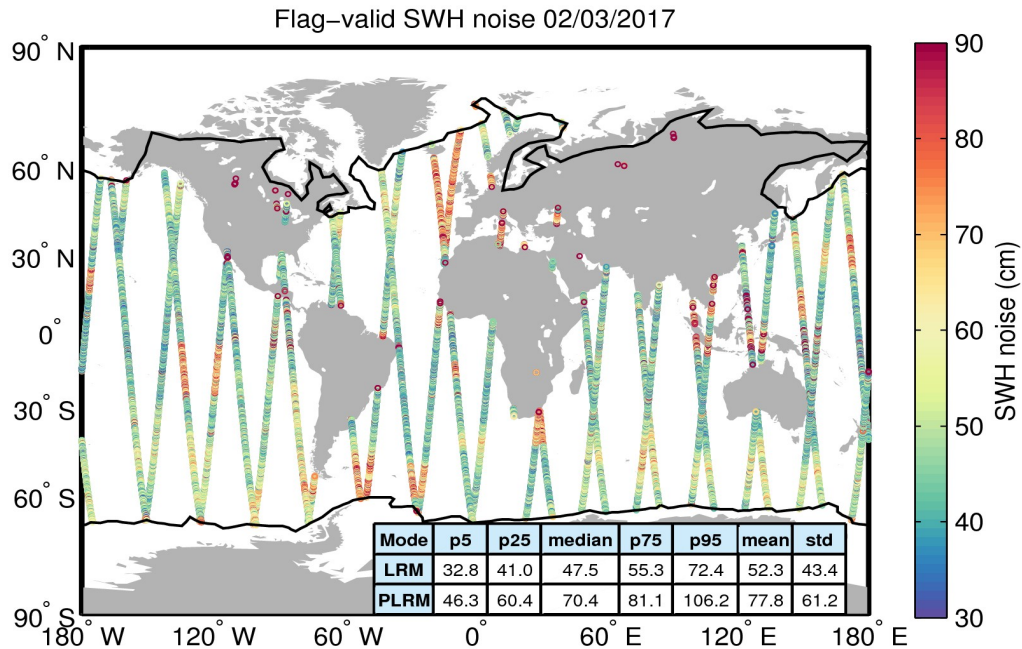 Flag−valid SWH noise 02/03/2017
90° N
60° N
30° N
0°
30° S
60° S
90° S
180° W
120° W
60° W
0°
60° E
120° E
180° E
90
80
70
60
50
40
30
SWH noise (cm)
Mode p5 p25 median p75 p95 mean std
LRM 32.8 41.0 47.5 55.3 72.4 52.3 43.4
PLRM 46.3 60.4 70.4 81.1 106.2 77.8 61.2